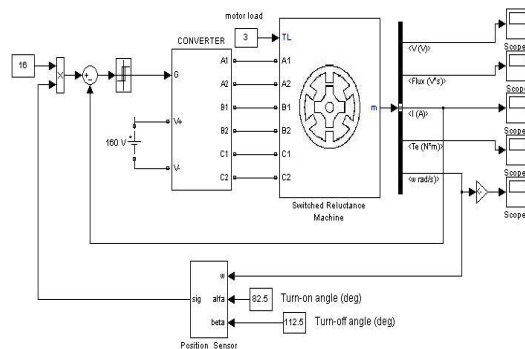 motor load
16
3
CONVERTER
TL
V (V)
Scope
G
A1
A1
A2
A2
Flux (V*s)
Scope
V+
B1
B1
m
I (A)
160 V
B2
B2
Scope
V-
C1
C1
Te (N*m)
C2
C2
w rad/s)
Scope
Switched Reluctance
Machine
Scope
w
sig
alfa
82.5
Turn-on angle (deg)
beta
112.5
Turn-off angle (deg)
Position Sensor